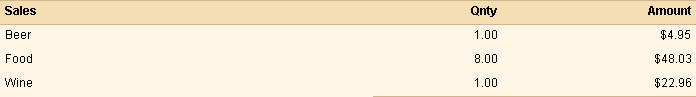 Sales Qnty Amount
Beer 1.00 $4.95
Food 8.00 $48.03
Wine 1.00 $22.96